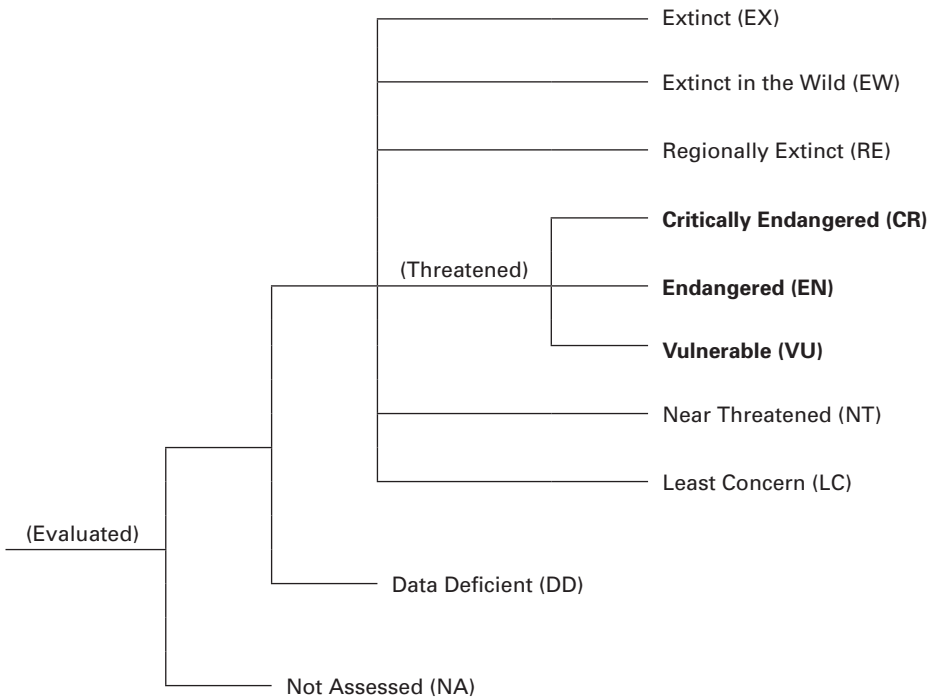 Extinct (EX)
Extinct in the Wild (EW)
Regionally Extinct (RE)
Critically Endangered (CR)
(Threatened)
Endangered (EN)
Vulnerable (VU)
Near Threatened (NT)
Least Concern (LC)
(Evaluated)
Data Deficient (DD)
Not Assessed (NA)